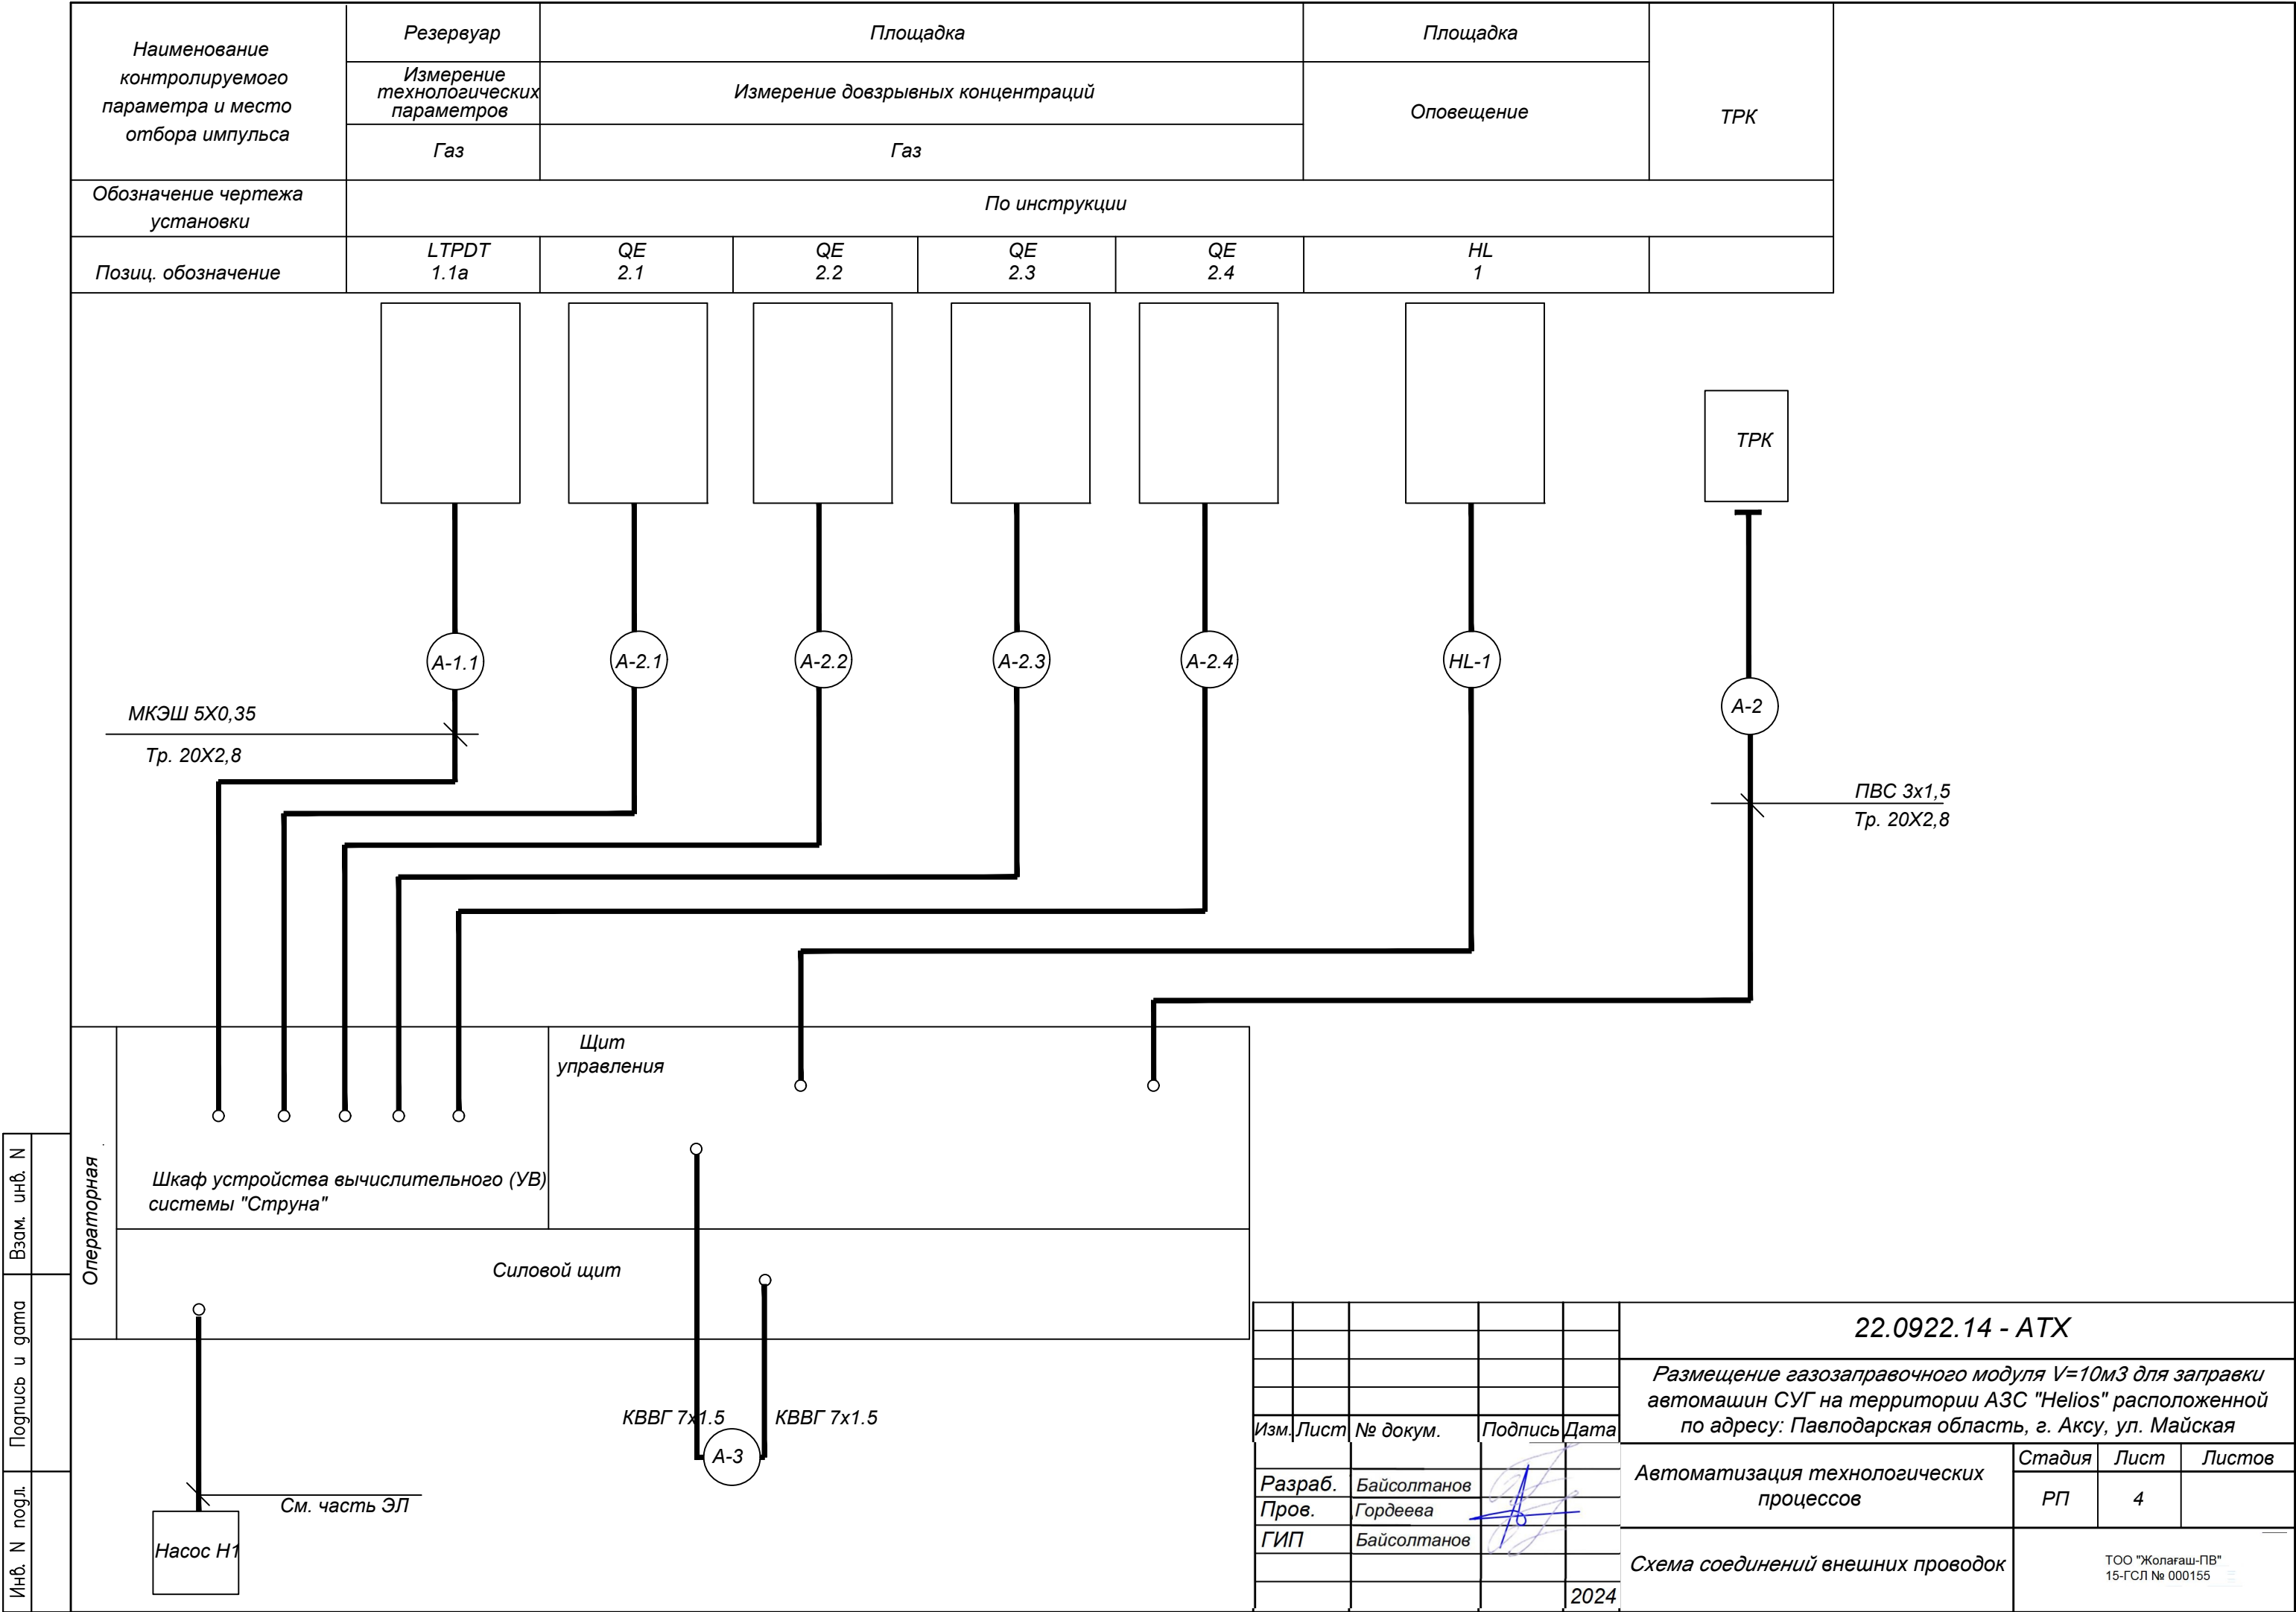 Наименование
контролируемого
параметра и место
отбора импульса
Резервуар
Площадка
Площадка
Измерение
технологических
параметров
Измерение довзрывных концентраций
Оповещение
ТРК
Газ
Газ
Обозначение чертежа
установки
По инструкции
Позиц. обозначение
LTPDT
1.1а
QE
2.1
QE
2.2
QE
2.3
QE
2.4
HL
1
ТРК
А-1.1
А-2.1
А-2.2
А-2.3
А-2.4
HL-1
А-2
МКЭШ 5Х0,35
Тр. 20Х2,8
ПВС 3х1,5
Тр. 20Х2,8
Операторная
Щит
управления
Шкаф устройства вычислительного (УВ)
системы "Струна"
Силовой щит
КВВГ 7х1.5
КВВГ 7х1.5
А-3
См. часть ЭЛ
Насос Н1
Взам. инв. N
Подпись и дата
Инв. N подл.
22.0922.14 - АТХ
Размещение газозаправочного модуля V=10м3 для заправки
автомашин СУГ на территории АЗС "Helios" расположенной
по адресу: Павлодарская область, г. Аксу, ул. Майская
Изм. Лист № докум. Подпись Дата
Разраб. Байсолтанов
Пров. Гордеева
ГИП Байсолтанов
2024
Автоматизация технологических
процессов
Стадия Лист Листов
РП 4
Схема соединений внешних проводок
ТОО "Жолағаш-ПВ"
15-ГСЛ № 000155